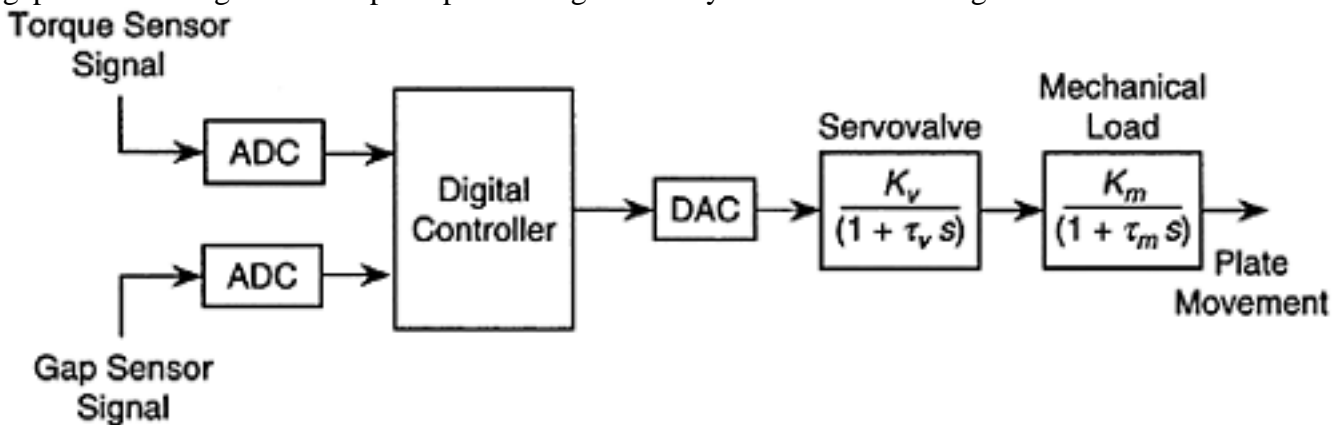 Torque Sensor
Signal
ADC
Digital
Controller
ADC
Gap Sensor
Signal
DAC
Servovalve
K_v
(1 + τ_v s)
Mechanical
Load
K_m
(1 + τ_m s)
Plate
Movement